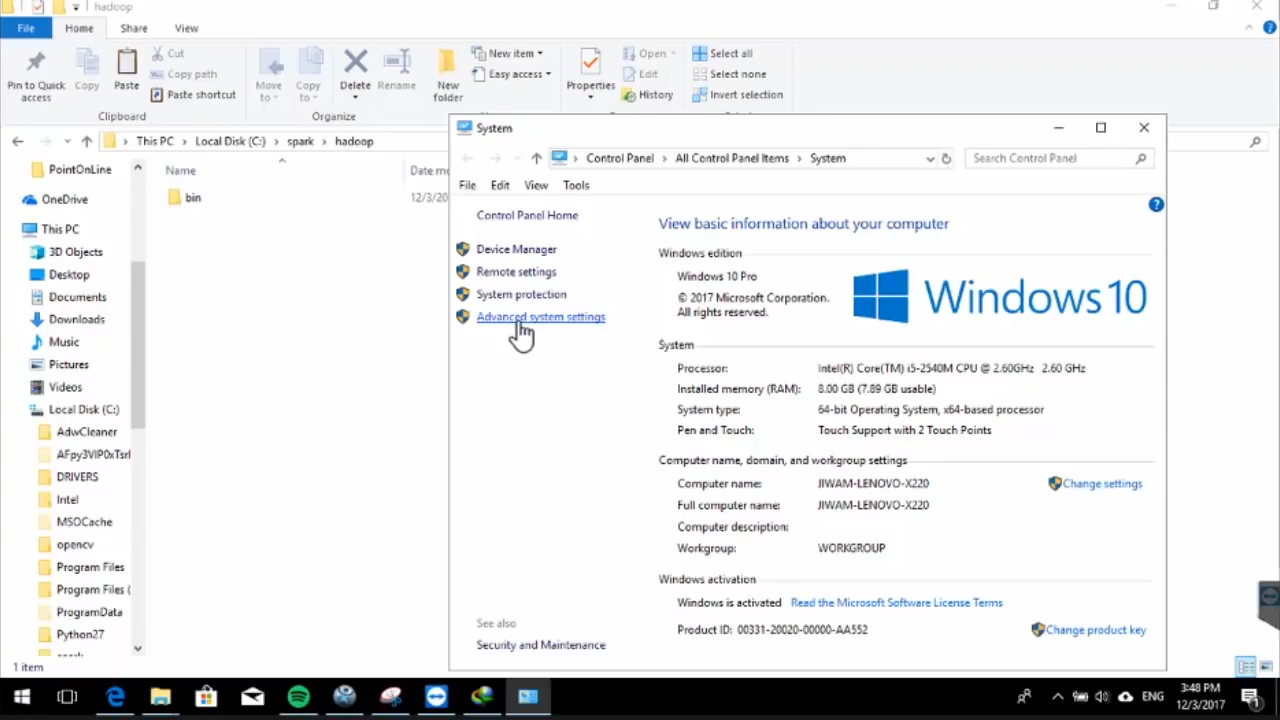 hadoop
File Home Share View
Pin to Quick access
Copy
Paste
Cut
Copy path
Paste shortcut
Clipboard
Move to
Copy to
Delete
Rename
Organize
New folder
New item
Easy access
Properties
Open
Edit
History
Select all
Select none
Invert selection
This PC Local Disk (C:) spark hadoop
PointOnLine
OneDrive
This PC
3D Objects
Desktop
Documents
Downloads
Music
Pictures
Videos
Local Disk (C:)
AdwCleaner
DRIVERS
Intel
MSOCache
opencv
Program Files
Program Files (
ProgramData
Python27
1 item
Name
Date mo
bin
12/3/20
System
Control Panel All Control Panel Items System
Search Control Panel
File Edit View Tools
Control Panel Home
Device Manager
Remote settings
System protection
Advanced system settings
See also
Security and Maintenance
View basic information about your computer
Windows edition
Windows 10 Pro
© 2017 Microsoft Corporation.
All rights reserved.
Windows 10
System
Processor: Intel(R) Core(TM) i5-2540M CPU @ 2.60GHz 2.60 GHz
Installed memory (RAM): 8.00 GB (7.89 GB usable)
System type: 64-bit Operating System, x64-based processor
Pen and Touch: Touch Support with 2 Touch Points
Computer name, domain, and workgroup settings
Computer name: JIWAM-LENOVO-X220
Change settings
Full computer name: JIWAM-LENOVO-X220
Computer description:
Workgroup: WORKGROUP
Windows activation
Windows is activated Read the Microsoft Software License Terms
Product ID: 00331-20020-00000-AA552
Change product key
ENG
3:48 PM
12/3/2017
1